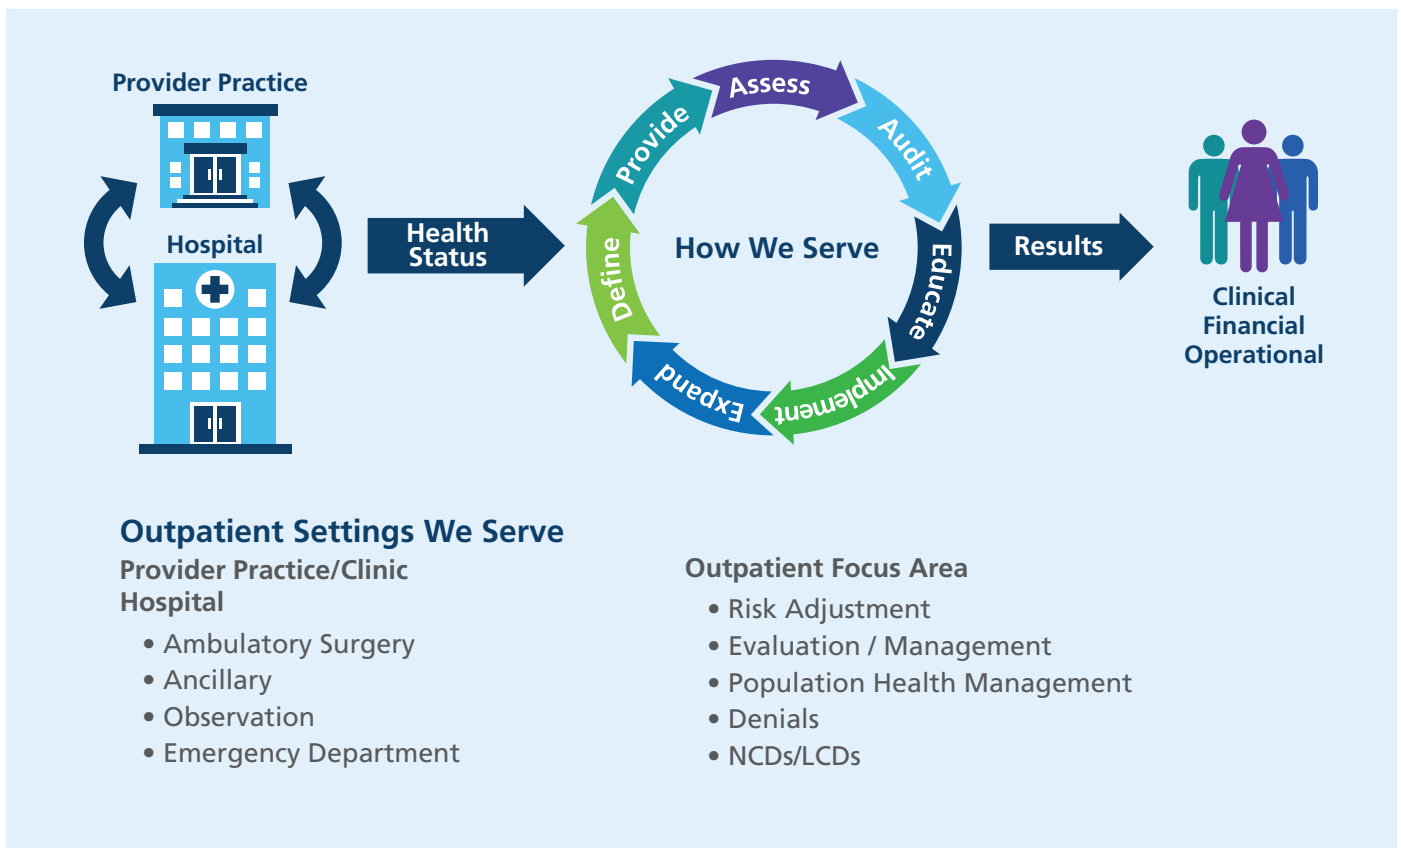 Provider Practice
Hospital
Health
Status
Assess
Audit
Educate
Implement
Expand
Define
Provide
How We Serve
Results
Clinical
Financial
Operational
Outpatient Settings We Serve
Provider Practice/Clinic
Hospital
• Ambulatory Surgery
• Ancillary
• Observation
• Emergency Department
Outpatient Focus Area
• Risk Adjustment
• Evaluation / Management
• Population Health Management
• Denials
• NCDs/LCDs